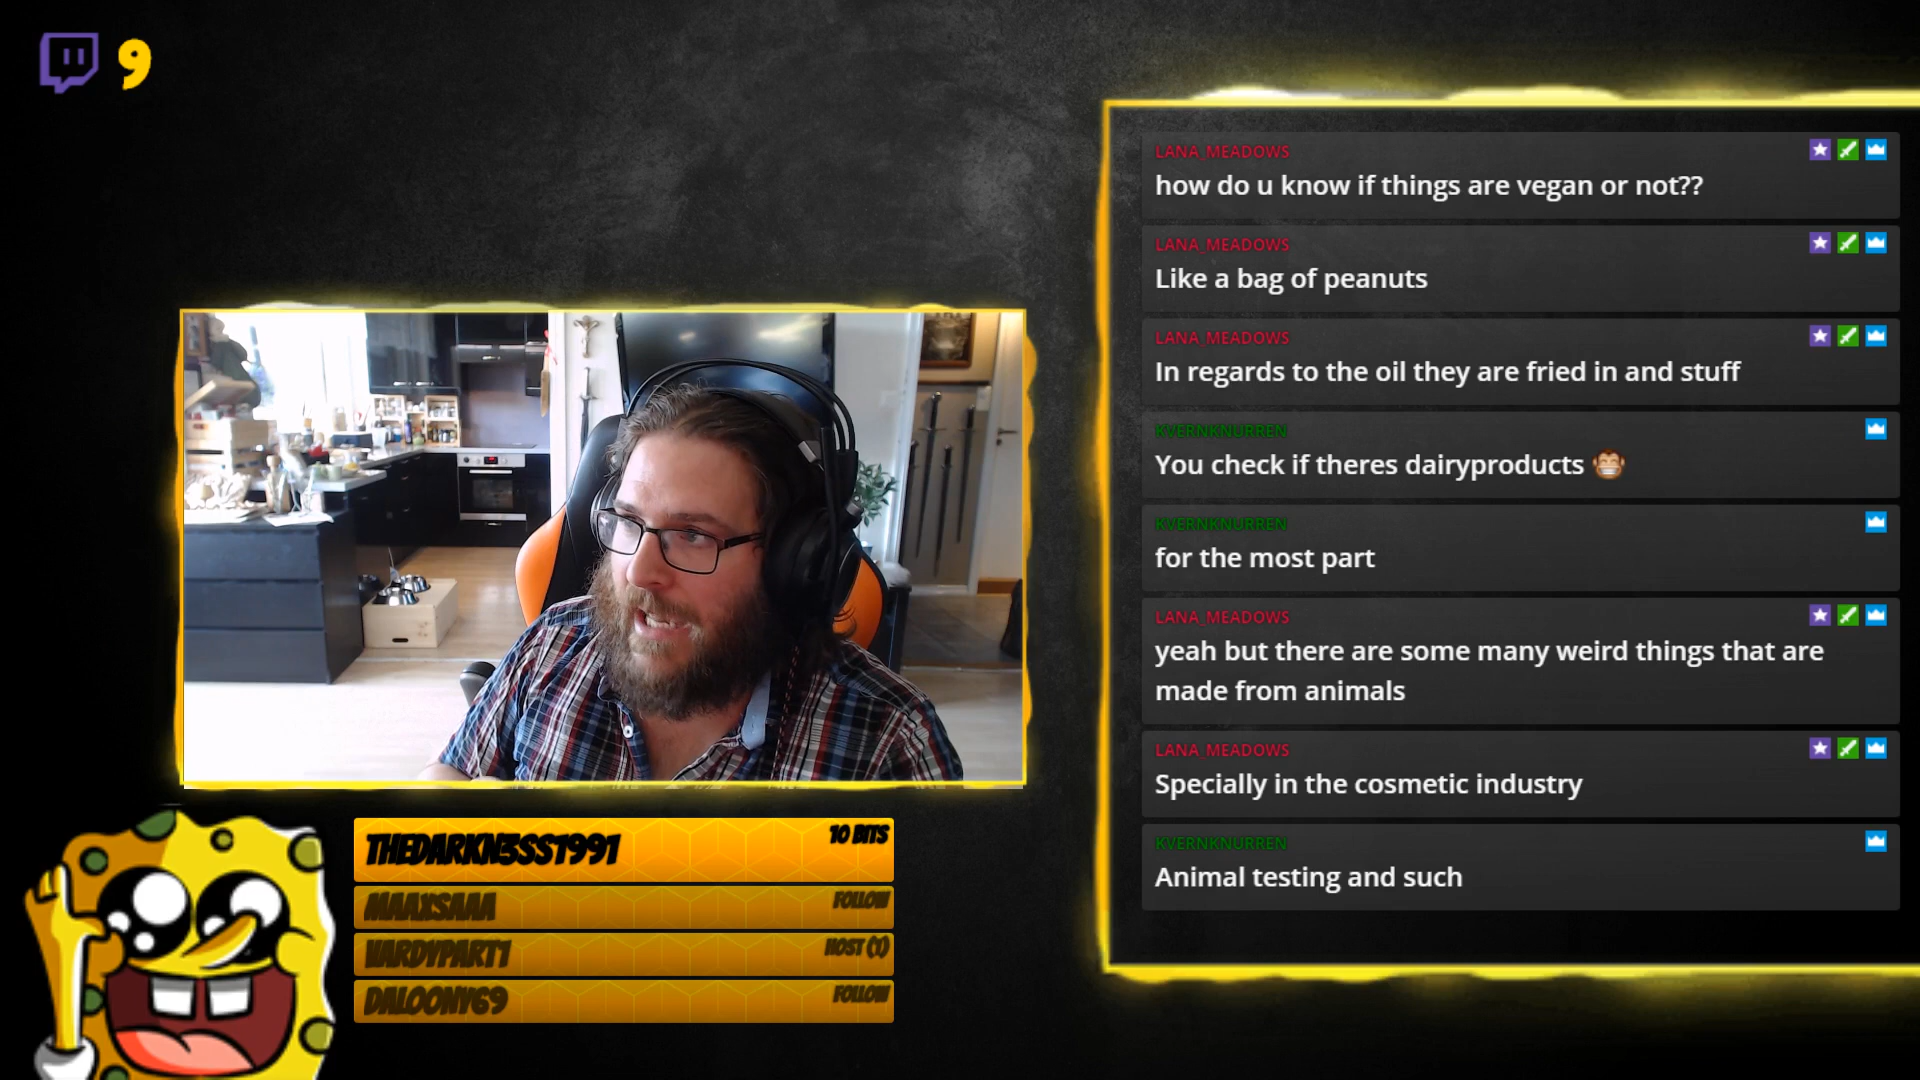 9
LANA_MEADOWS
how do u know if things are vegan or not??
LANA_MEADOWS
Like a bag of peanuts
LANA_MEADOWS
In regards to the oil they are fried in and stuff
KVERNKNURREN
You check if theres dairyproducts
KVERNKNURREN
for the most part
LANA_MEADOWS
yeah but there are some many weird things that are
made from animals
LANA_MEADOWS
Specially in the cosmetic industry
KVERNKNURREN
Animal testing and such
THEDARKN3SS1991 10 BITS
MAAXSAAA FOLLOW
VARDYPART1 HOST (1)
DALOONY69 FOLLOW